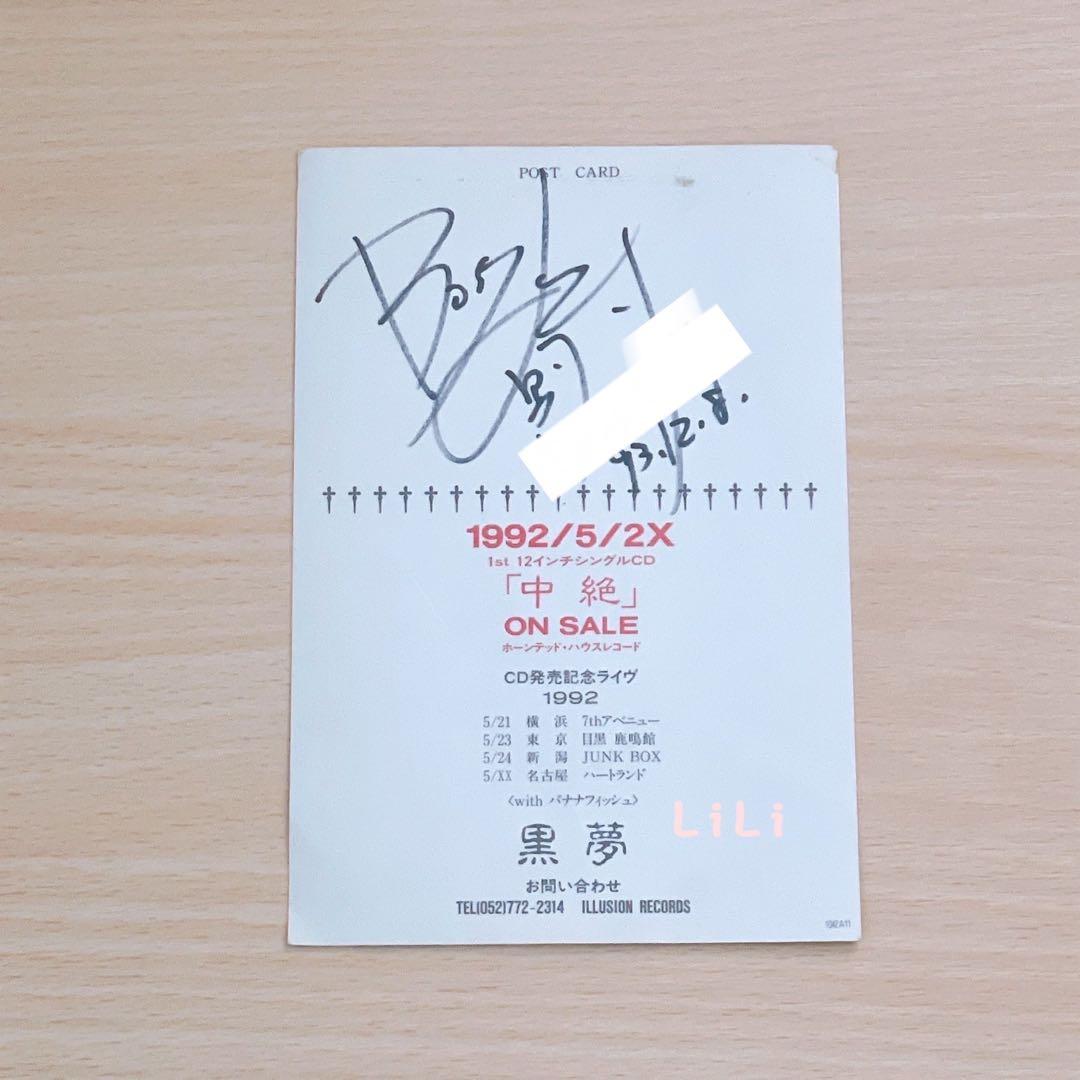 POST CARD
93.12.8.
††††††††††††††††††††
1992/5/2X
1st 12インチシングルCD
「中 絶」
ON SALE
ホーンテッド・ハウスレコード
CD発売記念ライヴ
1992
5/21 横 浜 7thアベニュー
5/23 東 京 目黒 鹿鳴館
5/24 新 潟 JUNK BOX
5/XX 名古屋 ハートランド
〈with バナナフィッシュ〉
LiLi
黒 夢
お問い合わせ
TEL(052)772-2314 ILLUSION RECORDS